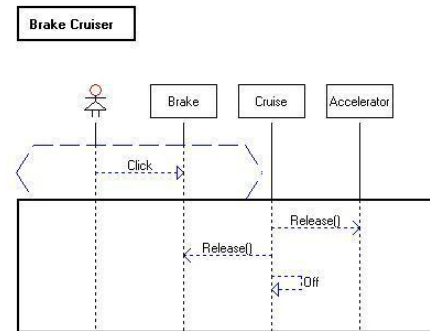 Brake Cruiser
Brake
Cruise
Accelerator
Click
Release()
Release()
Off